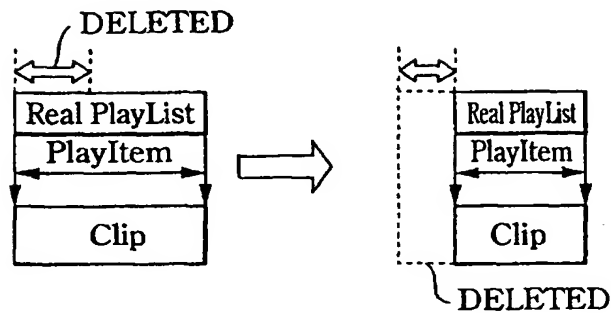 DELETED
Real PlayList
PlayItem
Clip
Real PlayList
PlayItem
Clip
DELETED